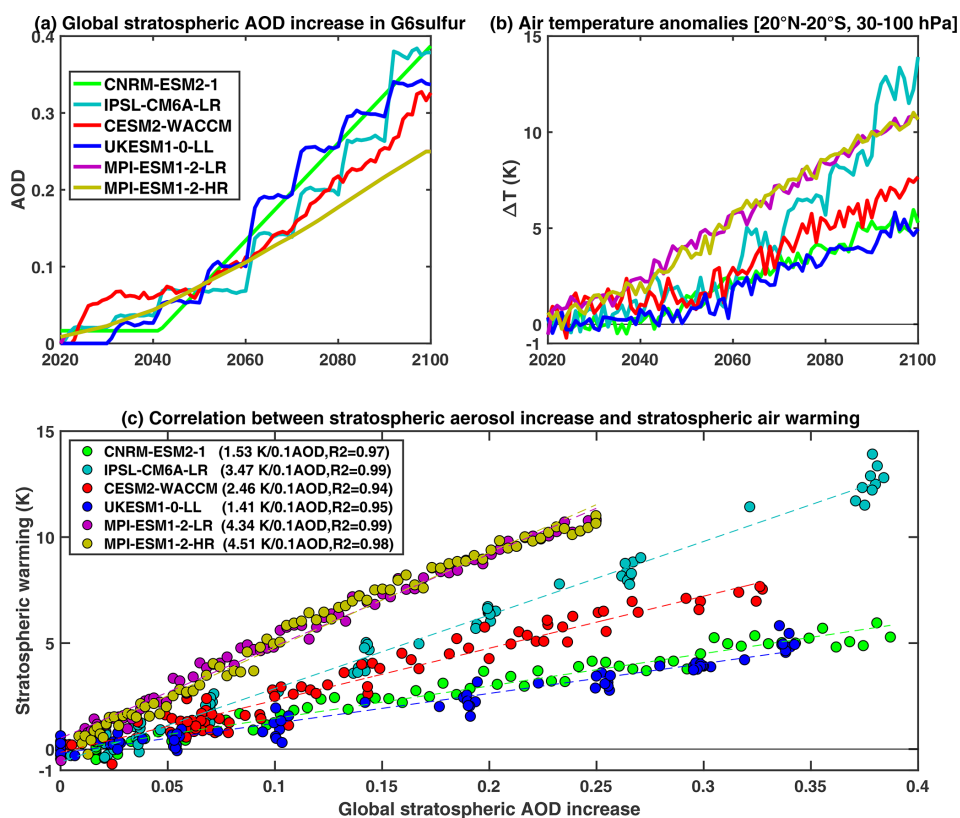 (a) Global stratospheric AOD increase in G6sulfur
0.4
0.3
0.2
0.1
0
AOD
CNRM-ESM2-1
IPSL-CM6A-LR
CESM2-WACCM
UKESM1-0-LL
MPI-ESM1-2-LR
MPI-ESM1-2-HR
2020 2040 2060 2080 2100
(b) Air temperature anomalies [20°N-20°S, 30-100 hPa]
15
10
5
0
-1
ΔT (K)
2020 2040 2060 2080 2100
(c) Correlation between stratospheric aerosol increase and stratospheric air warming
15
10
5
0
-1
Stratospheric warming (K)
CNRM-ESM2-1 (1.53 K/0.1AOD,R2=0.97)
IPSL-CM6A-LR (3.47 K/0.1AOD,R2=0.99)
CESM2-WACCM (2.46 K/0.1AOD,R2=0.94)
UKESM1-0-LL (1.41 K/0.1AOD,R2=0.95)
MPI-ESM1-2-LR (4.34 K/0.1AOD,R2=0.99)
MPI-ESM1-2-HR (4.51 K/0.1AOD,R2=0.98)
0 0.05 0.1 0.15 0.2 0.25 0.3 0.35 0.4
Global stratospheric AOD increase